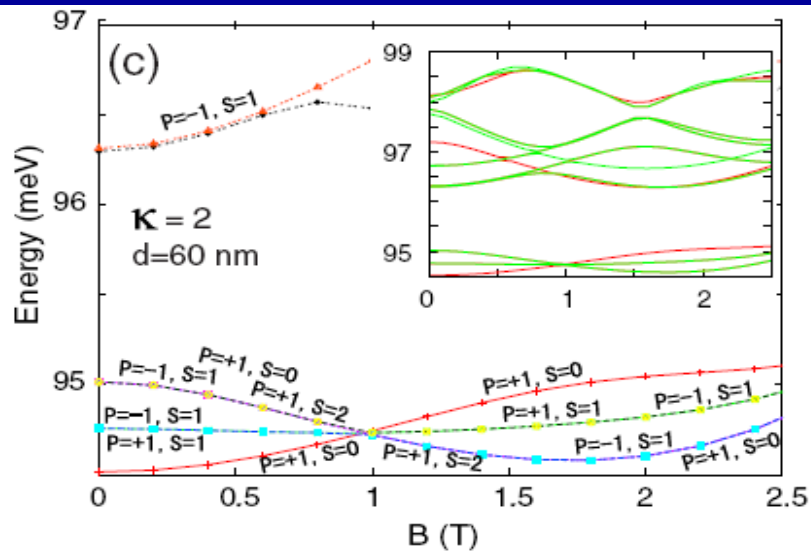 97
(c)
P=−1, S=1
96
κ = 2
d=60 nm
Energy (meV)
99
97
95
0
1
2
95
P=−1, S=1
P=+1, S=0
P=+1, S=2
P=−1, S=1
P=+1, S=1
P=+1, S=0
P=+1, S=0
P=+1, S=1
P=−1, S=1
P=+1, S=2
P=−1, S=1
P=+1, S=0
0
0.5
1
1.5
2
2.5
B (T)